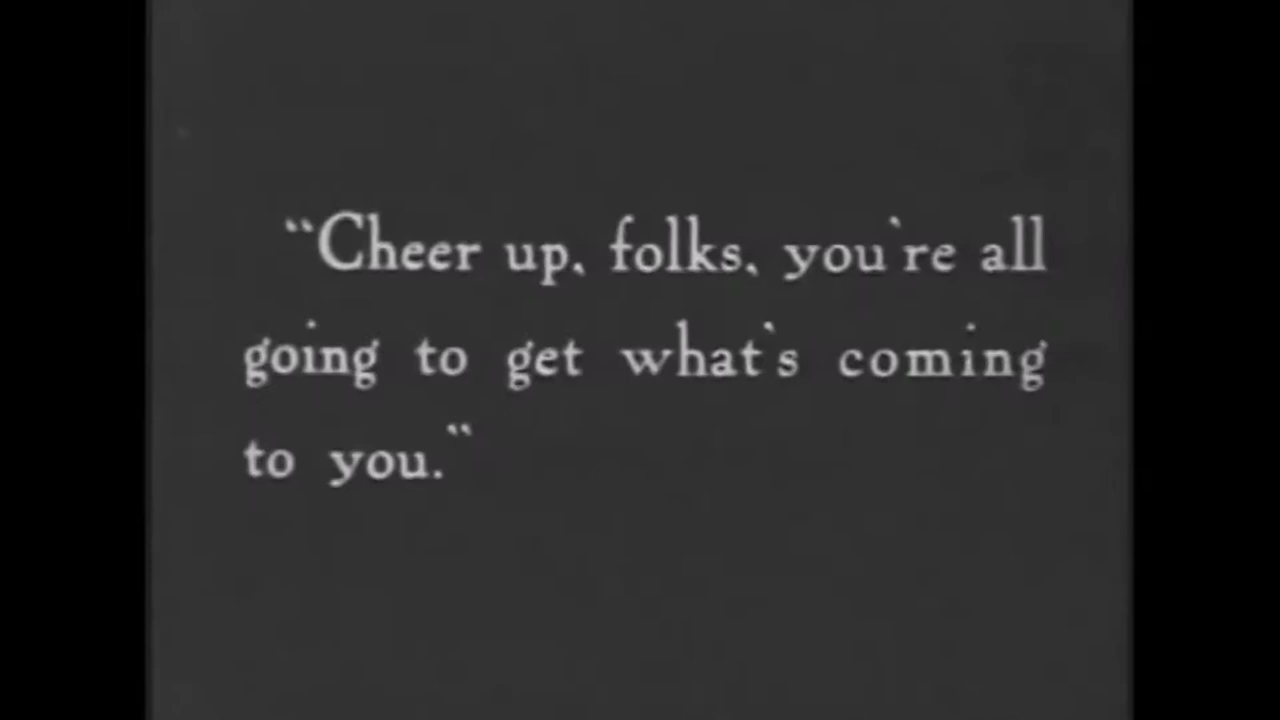 "Cheer up, folks, you're all
going to get what's coming
to you."